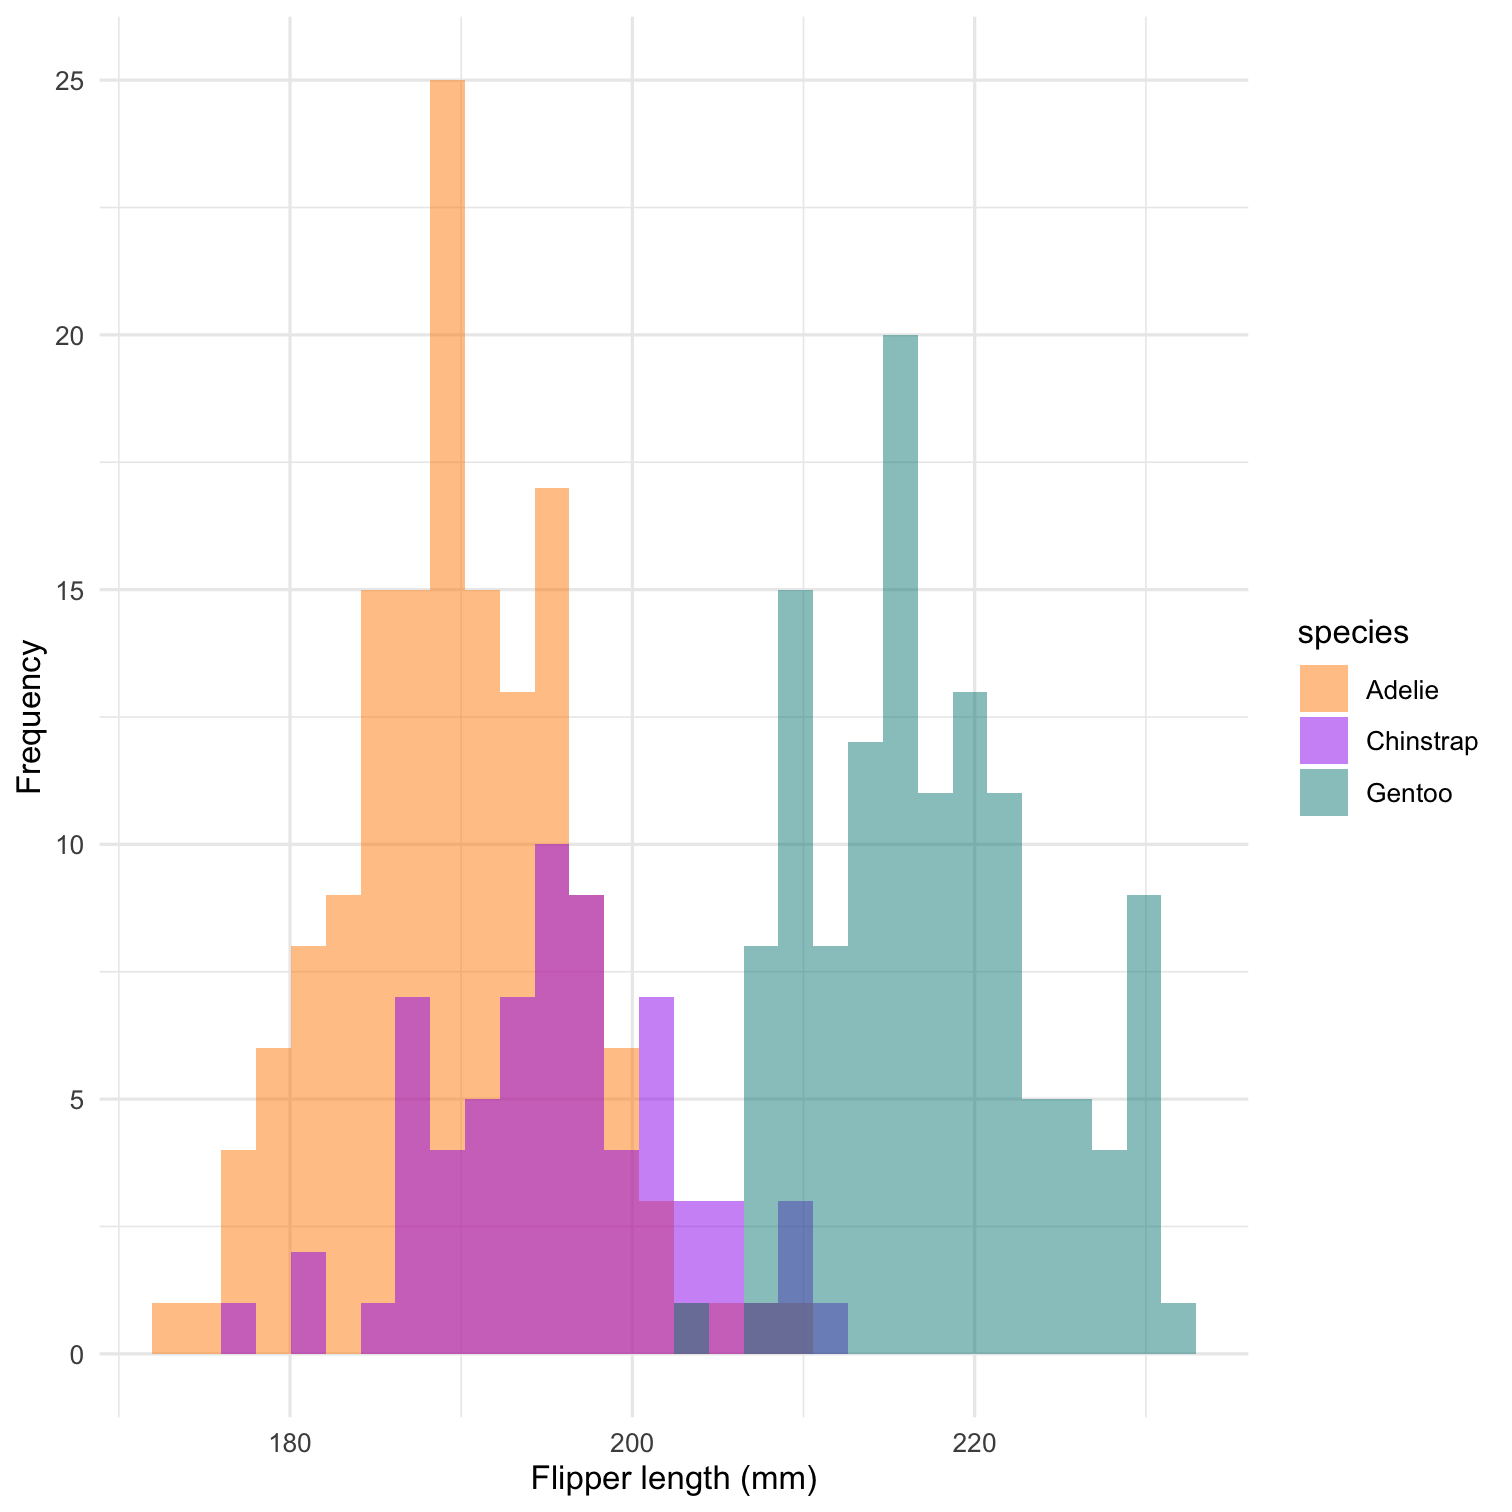 25
20
15
10
5
0
Frequency
180 200 220
Flipper length (mm)
species
Adelie
Chinstrap
Gentoo